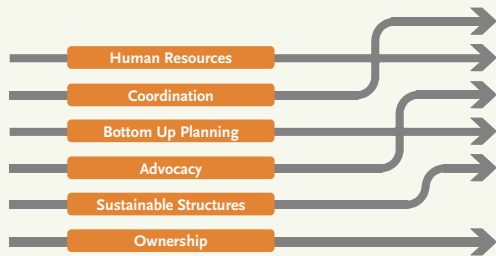 Human Resources
Coordination
Bottom Up Planning
Advocacy
Sustainable Structures
Ownership